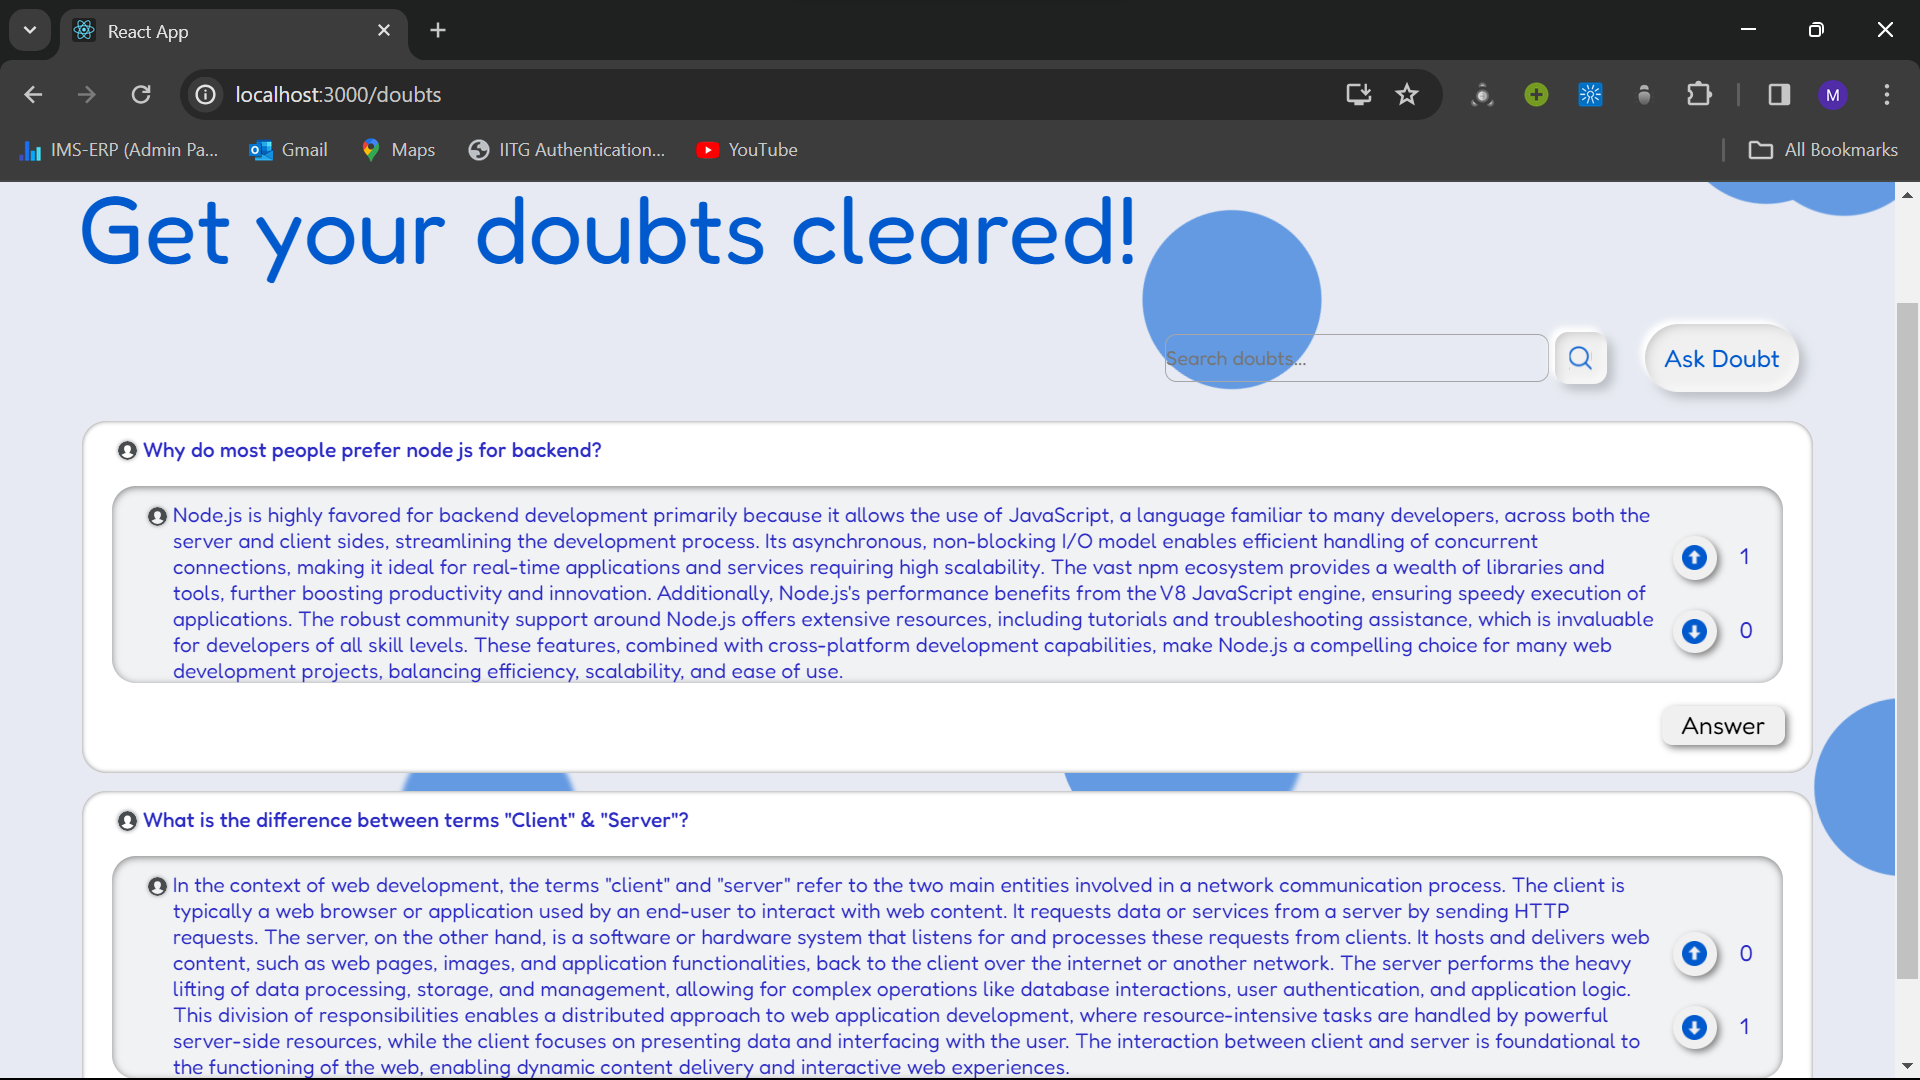 React App
localhost:3000/doubts
M
IMS-ERP (Admin Pa...
Gmail
Maps
IITG Authentication...
YouTube
All Bookmarks
Get your doubts cleared!
Search doubts...
Ask Doubt
Why do most people prefer node js for backend?
Node.js is highly favored for backend development primarily because it allows the use of JavaScript, a language familiar to many developers, across both the
server and client sides, streamlining the development process. Its asynchronous, non-blocking I/O model enables efficient handling of concurrent
connections, making it ideal for real-time applications and services requiring high scalability. The vast npm ecosystem provides a wealth of libraries and
tools, further boosting productivity and innovation. Additionally, Node.js's performance benefits from the V8 JavaScript engine, ensuring speedy execution of
applications. The robust community support around Node.js offers extensive resources, including tutorials and troubleshooting assistance, which is invaluable
for developers of all skill levels. These features, combined with cross-platform development capabilities, make Node.js a compelling choice for many web
development projects, balancing efficiency, scalability, and ease of use.
1
0
Answer
What is the difference between terms "Client" & "Server"?
In the context of web development, the terms "client" and "server" refer to the two main entities involved in a network communication process. The client is
typically a web browser or application used by an end-user to interact with web content. It requests data or services from a server by sending HTTP
requests. The server, on the other hand, is a software or hardware system that listens for and processes these requests from clients. It hosts and delivers web
content, such as web pages, images, and application functionalities, back to the client over the internet or another network. The server performs the heavy
lifting of data processing, storage, and management, allowing for complex operations like database interactions, user authentication, and application logic.
This division of responsibilities enables a distributed approach to web application development, where resource-intensive tasks are handled by powerful
server-side resources, while the client focuses on presenting data and interfacing with the user. The interaction between client and server is foundational to
the functioning of the web, enabling dynamic content delivery and interactive web experiences.
0
1